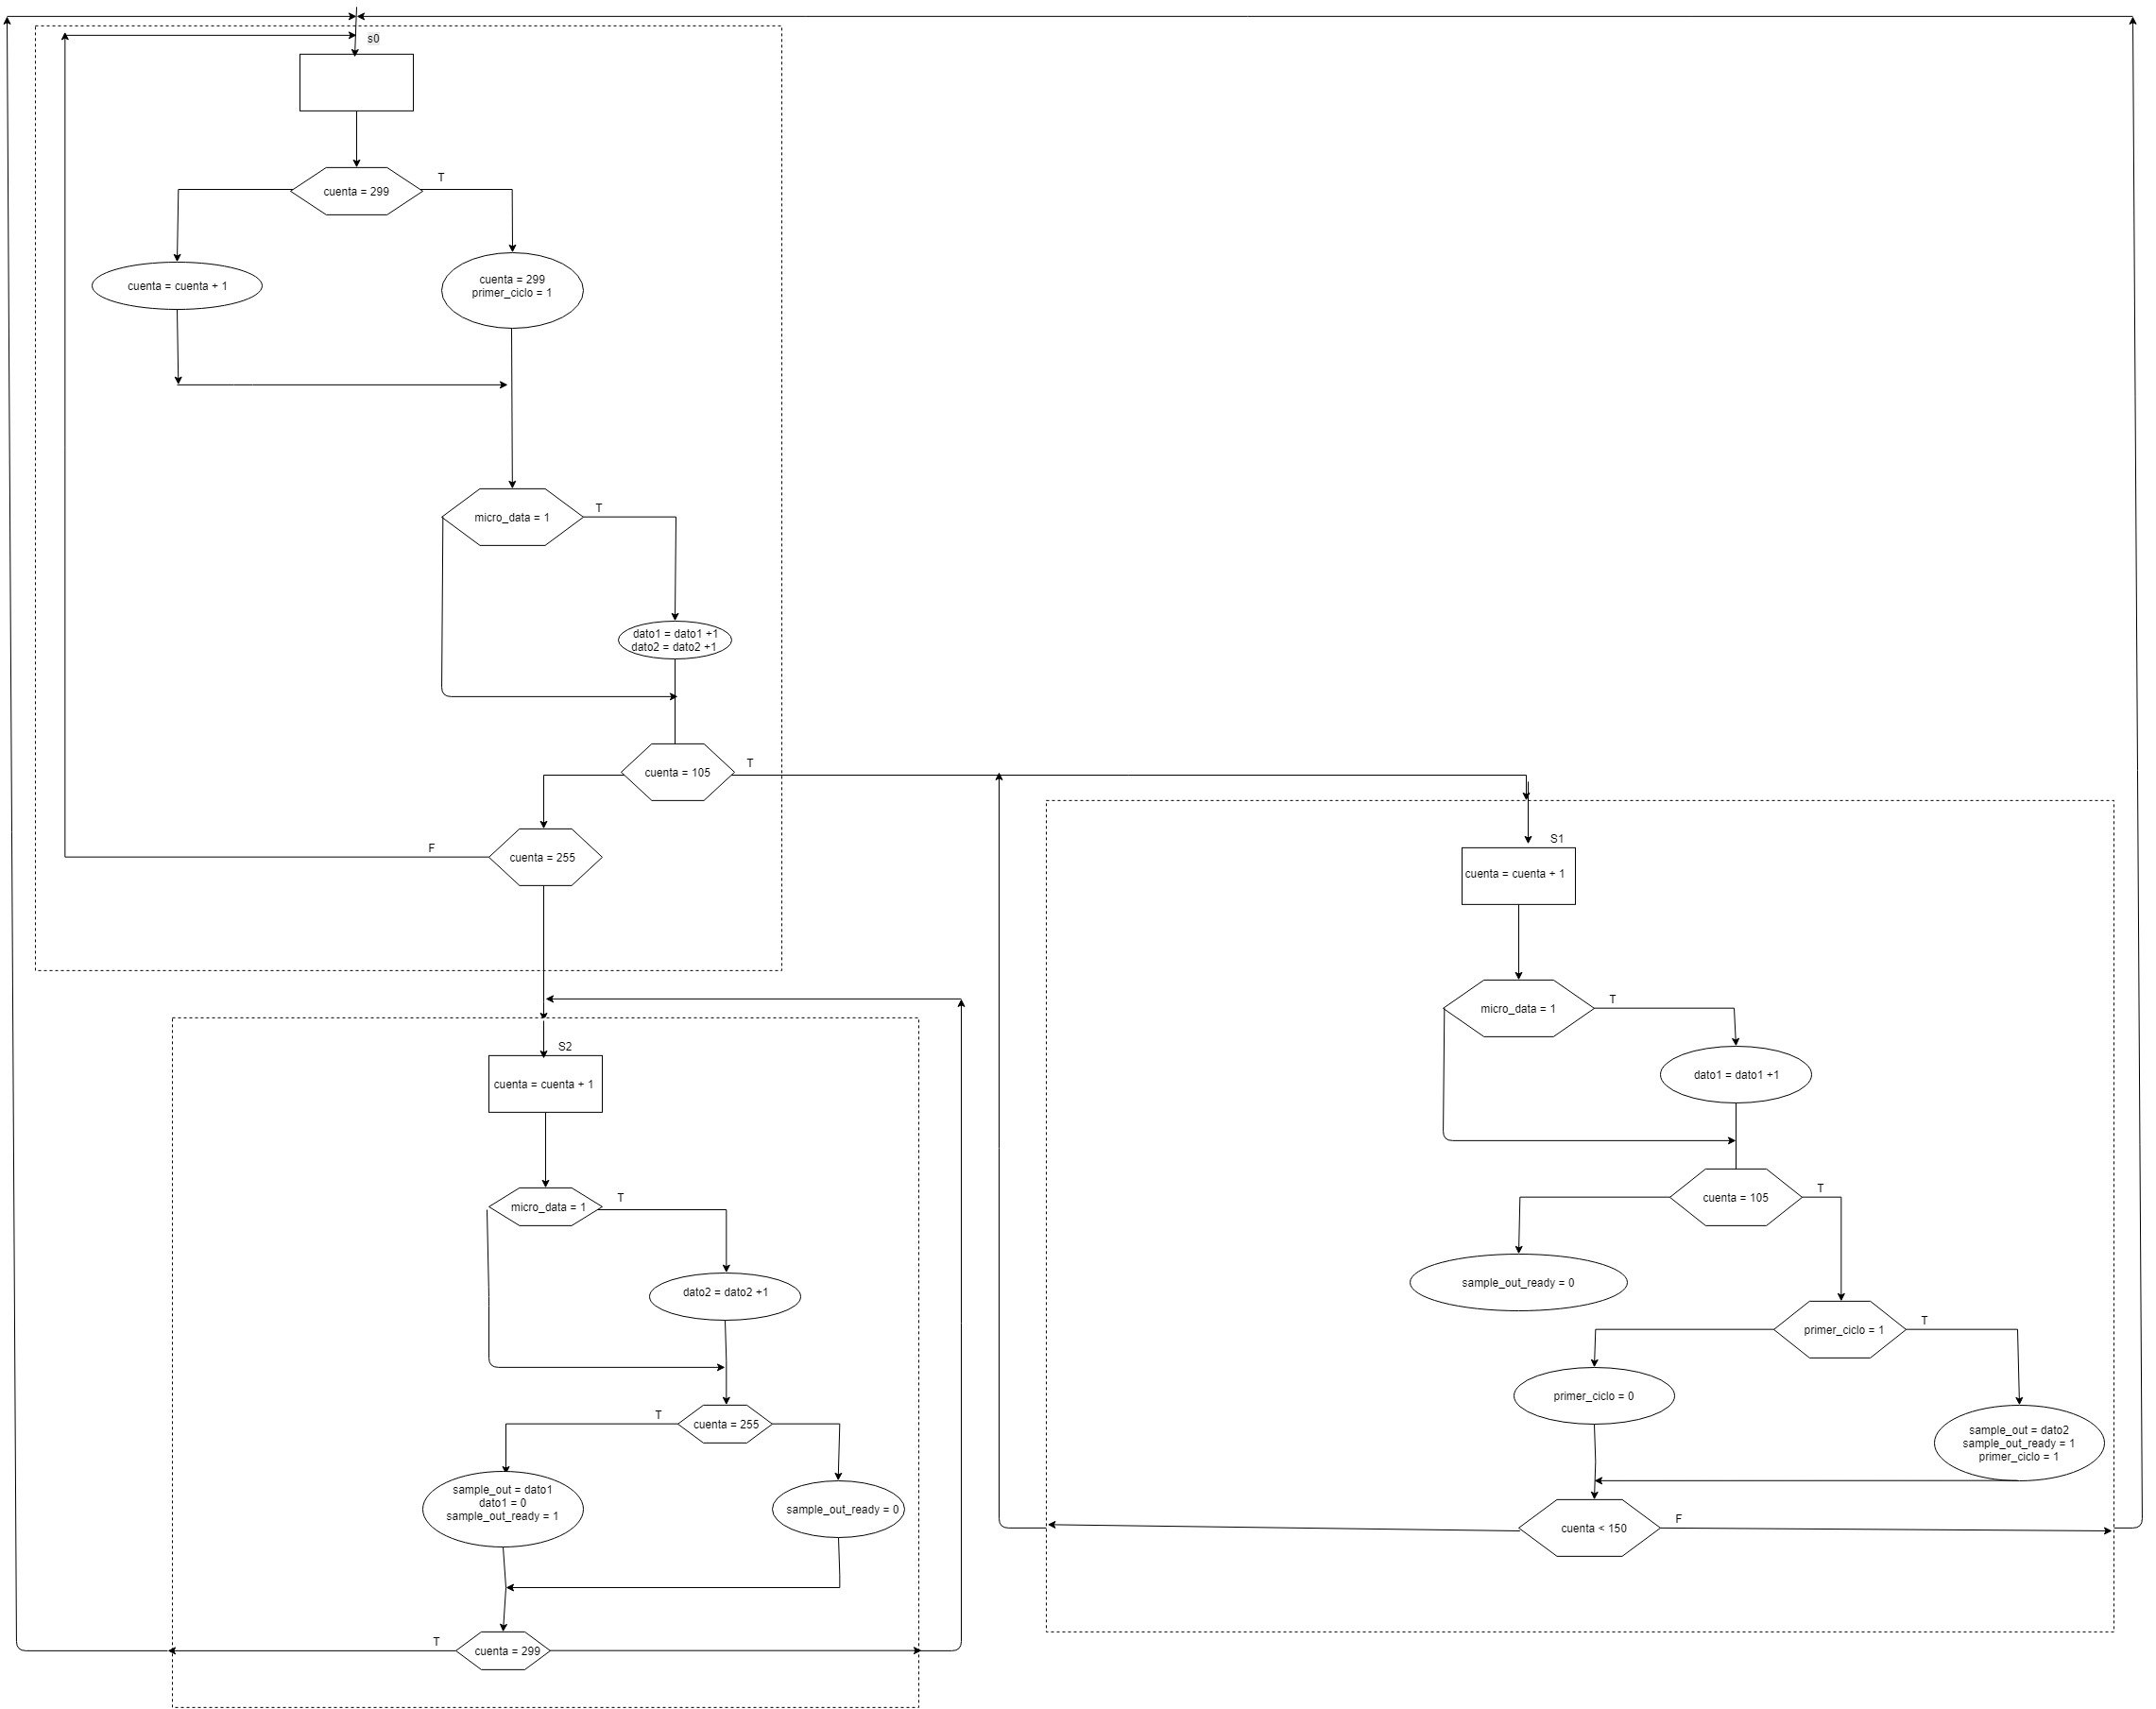 s0
cuenta = 299
T
cuenta = cuenta + 1
cuenta = 299
primer_ciclo = 1
micro_data = 1
T
dato1 = dato1 +1
dato2 = dato2 +1
cuenta = 105
T
cuenta = 255
F
S1
cuenta = cuenta + 1
micro_data = 1
T
dato1 = dato1 +1
cuenta = 105
T
sample_out_ready = 0
primer_ciclo = 1
T
primer_ciclo = 0
sample_out = dato2
sample_out_ready = 1
primer_ciclo = 1
cuenta < 150
F
S2
cuenta = cuenta + 1
micro_data = 1
T
dato2 = dato2 +1
T
cuenta = 255
sample_out = dato1
dato1 = 0
sample_out_ready = 1
sample_out_ready = 0
T
cuenta = 299